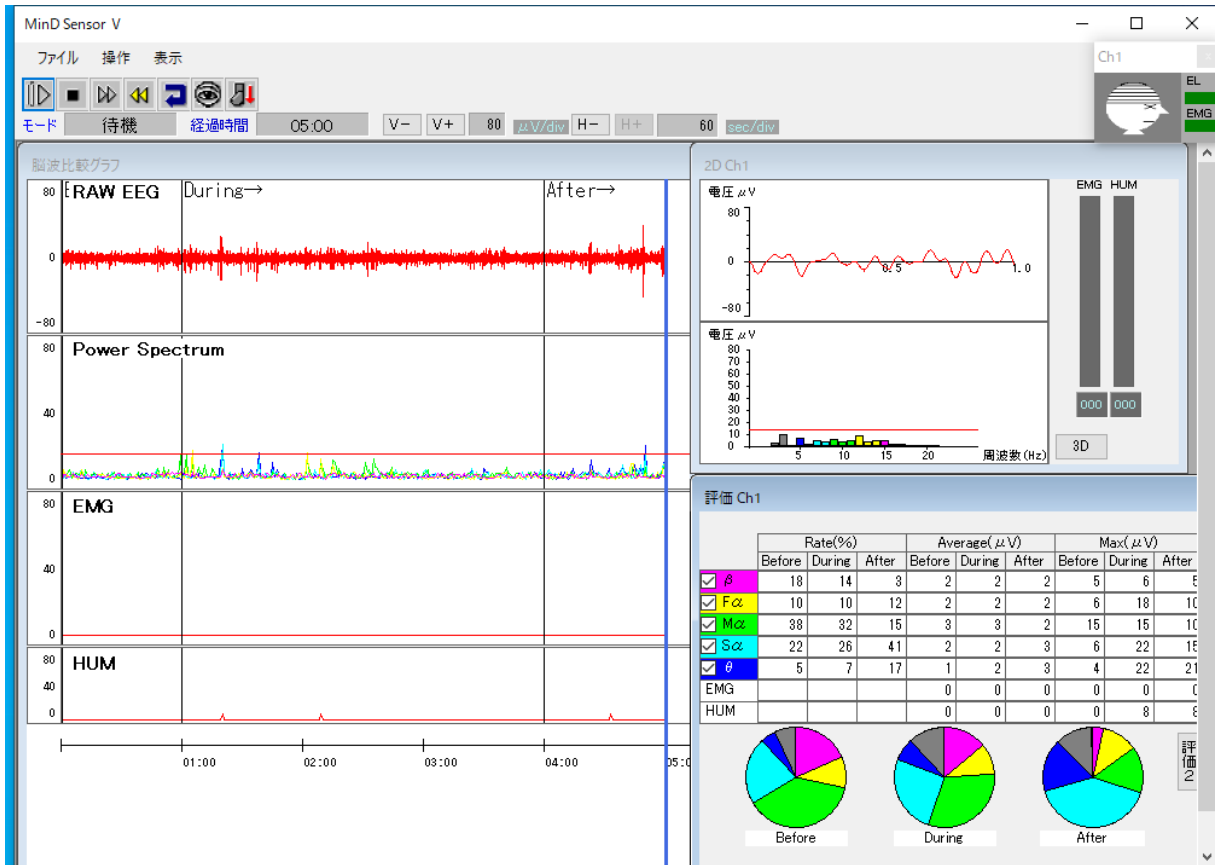 MinD Sensor V
ファイル 操作 表示
Ch1
EL
EMG
モード 待機 経過時間 05:00 V- V+ 80 μV/div H- H+ 60 sec/div
脳波比較グラフ
80 RAW EEG During→ After→
0
-80
80 Power Spectrum
40
0
80 EMG
40
0
80 HUM
40
0
01:00 02:00 03:00 04:00
2D Ch1
電圧μV
80
0
-80
0.5 1.0
EMG HUM
000 000
電圧μV
80
70
60
50
40
30
20
10
0
5 10 15 20 周波数(Hz)
3D
評価 Ch1
Rate(%) Average(μV) Max(μV)
Before During After Before During After Before During After
β 18 14 3 2 2 2 5 6
Fα 10 10 12 2 2 2 6 18
Mα 38 32 15 3 3 2 15 15
Sα 22 26 41 2 2 3 6 22
θ 5 7 17 1 2 3 4 22 21
EMG 0 0 0 0 0
HUM 0 0 0 0 8
評価2
Before During After